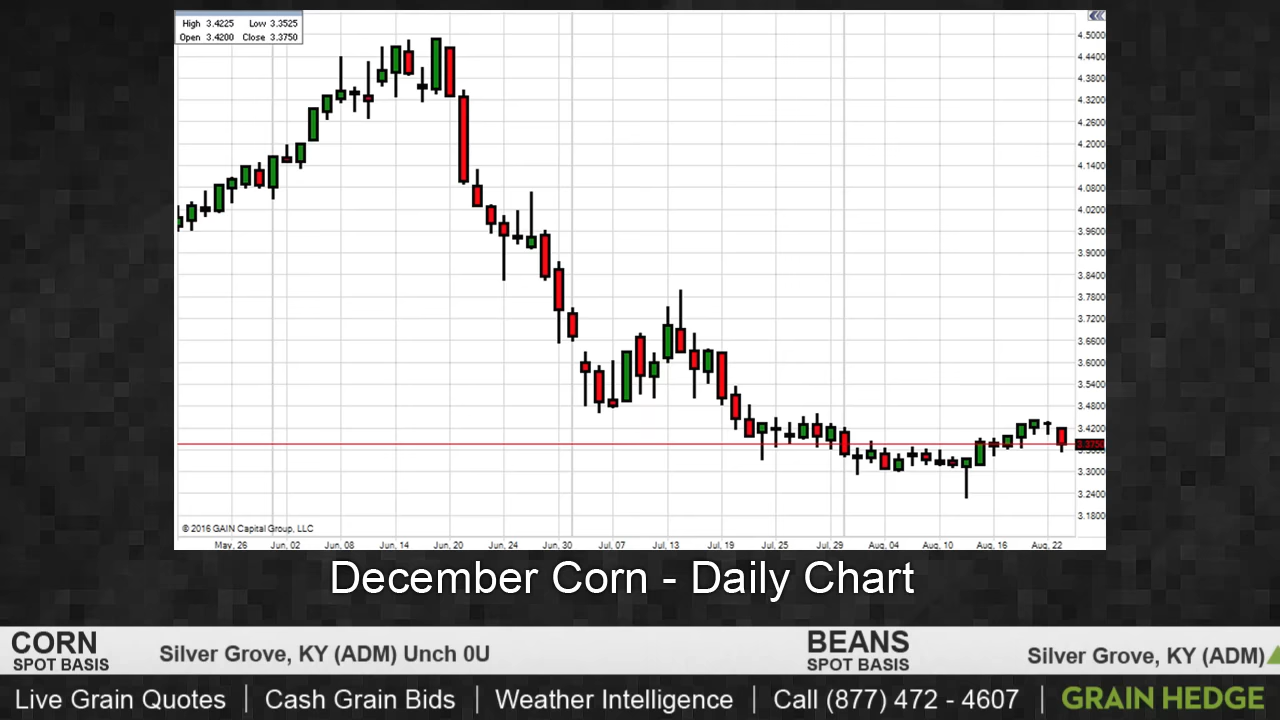 High 3.4225 Low 3.3525
Open 3.4200 Close 3.3750
4.5000
4.4400
4.3800
4.3200
4.2600
4.2000
4.1400
4.0800
4.0200
3.9600
3.9000
3.8400
3.7800
3.7200
3.6600
3.6000
3.5400
3.4800
3.4200
3.3750
3.3000
3.2400
3.1800
© 2016 GAIN Capital Group, LLC
May, 26 Jun, 02 Jun, 08 Jun, 14 Jun, 20 Jun, 24 Jun, 30 Jul, 07 Jul, 13 Jul, 19 Jul, 25 Jul, 29 Aug, 04 Aug, 10 Aug, 16 Aug, 22
December Corn - Daily Chart
CORN
SPOT BASIS
Silver Grove, KY (ADM) Unch 0U
BEANS
SPOT BASIS
Silver Grove, KY (ADM)
Live Grain Quotes | Cash Grain Bids | Weather Intelligence | Call (877) 472 - 4607 | GRAIN HEDGE